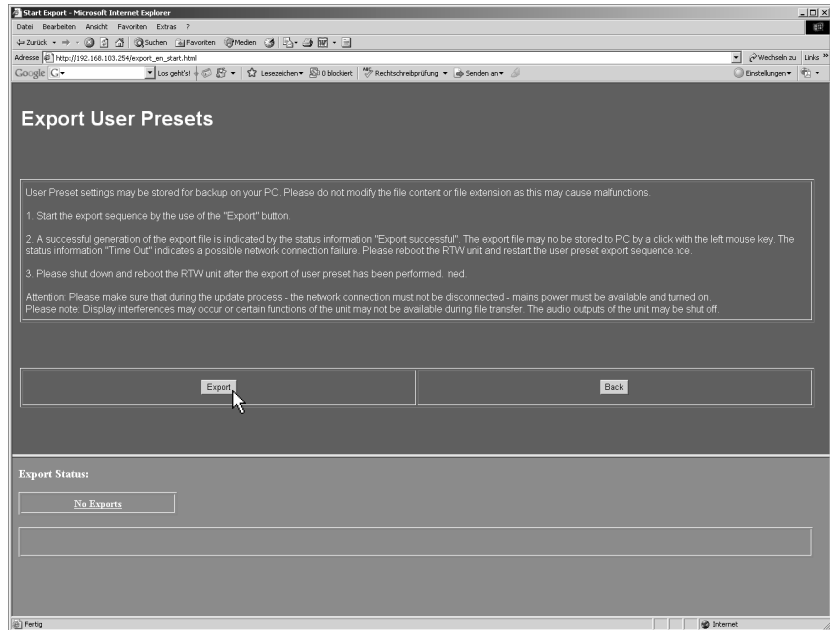 Start Export - Microsoft Internet Explorer
Datei Bearbeiten Ansicht Favoriten Extras ?
Zurück Suchen Favoriten Medien
Adresse http://192.168.103.254/export_en_start.html Wechseln zu Links »
Google G Los geht's! Lesezeichen 0 blockiert Rechtschreibprüfung Senden an Einstellungen
Export User Presets
User Preset settings may be stored for backup on your PC. Please do not modify the file content or file extension as this may cause malfunctions.
1. Start the export sequence by the use of the "Export" button.
2. A successful generation of the export file is indicated by the status information "Export successful". The export file may no be stored to PC by a click with the left mouse key. The
status information "Time Out" indicates a possible network connection failure. Please reboot the RTW unit and restart the user preset export sequence
3. Please shut down and reboot the RTW unit after the export of user preset has been performed. ned.
Attention: Please make sure that during the update process - the network connection must not be disconnected - mains power must be available and turned on.
Please note: Display interferences may occur or certain functions of the unit may not be available during file transfer. The audio outputs of the unit may be shut off.
Export Back
Export Status:
No Exports
Fertig Internet